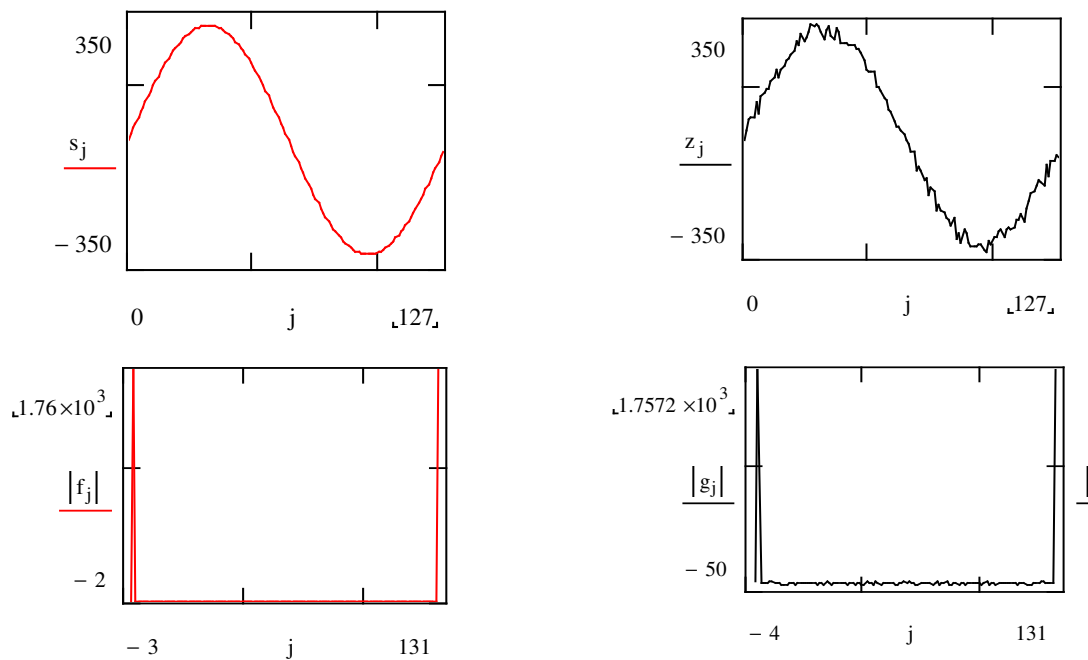 350
s_j
− 350
0 j ⌞127⌟
350
z_j
− 350
0 j ⌞127⌟
⌞1.76×10^3⌟
|f_j|
− 2
− 3 j 131
⌞1.7572 ×10^3⌟
|g_j|
− 50
− 4 j 131
|